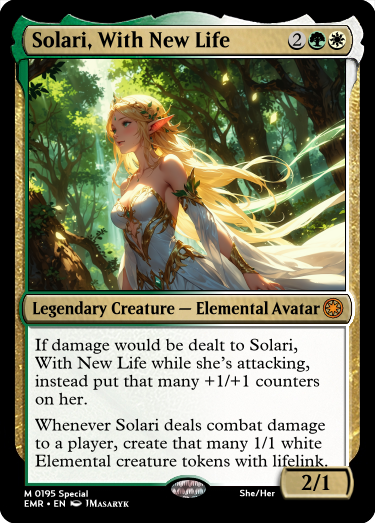 Solari, With New Life 2
Legendary Creature — Elemental Avatar
If damage would be dealt to Solari,
With New Life while she's attacking,
instead put that many +1/+1 counters
on her.
Whenever Solari deals combat damage
to a player, create that many 1/1 white
Elemental creature tokens with lifelink.
2/1
M 0195 Special
She/Her
EMR • EN JMasaryk